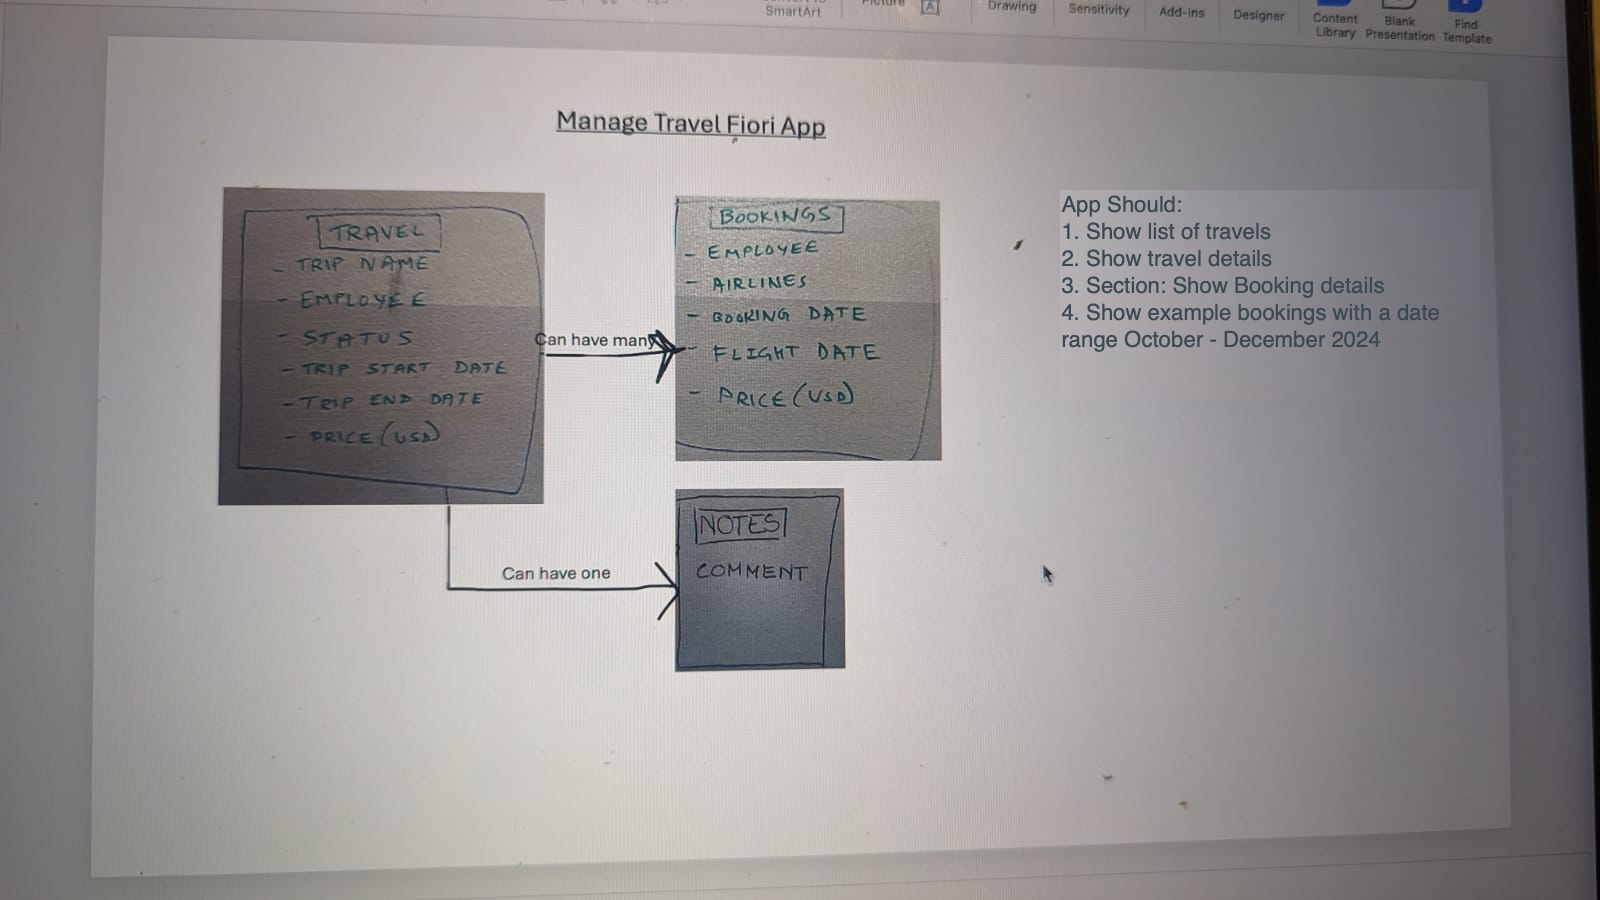 SmartArt
Picture
A
Drawing
Sensitivity
Add-ins
Designer
Content
Library
Blank
Presentation
Find
Template
Manage Travel Fiori App
TRAVEL
- TRIP NAME
- EMPLOYEE
- STATUS
- TRIP START DATE
- TRIP END DATE
- PRICE (USD)
Can have many
BOOKINGS
- EMPLOYEE
- AIRLINES
- BOOKING DATE
- FLIGHT DATE
- PRICE (USD)
Can have one
NOTES
COMMENT
App Should:
1. Show list of travels
2. Show travel details
3. Section: Show Booking details
4. Show example bookings with a date
range October - December 2024